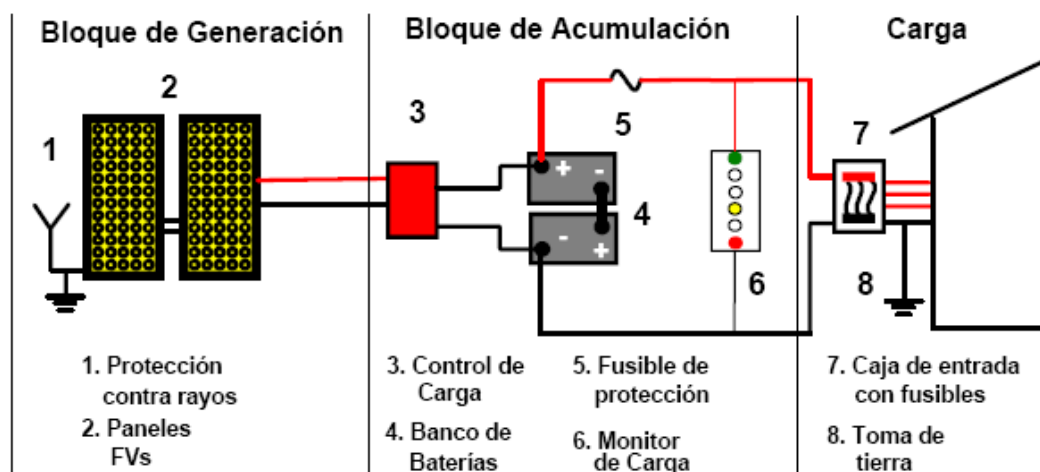 Bloque de Generación
Bloque de Acumulación
Carga
1
2
3
4
5
6
7
8
+ -
- +
1. Protección
contra rayos
2. Paneles
FVs
3. Control de
Carga
4. Banco de
Baterías
5. Fusible de
protección
6. Monitor
de Carga
7. Caja de entrada
con fusibles
8. Toma de
tierra